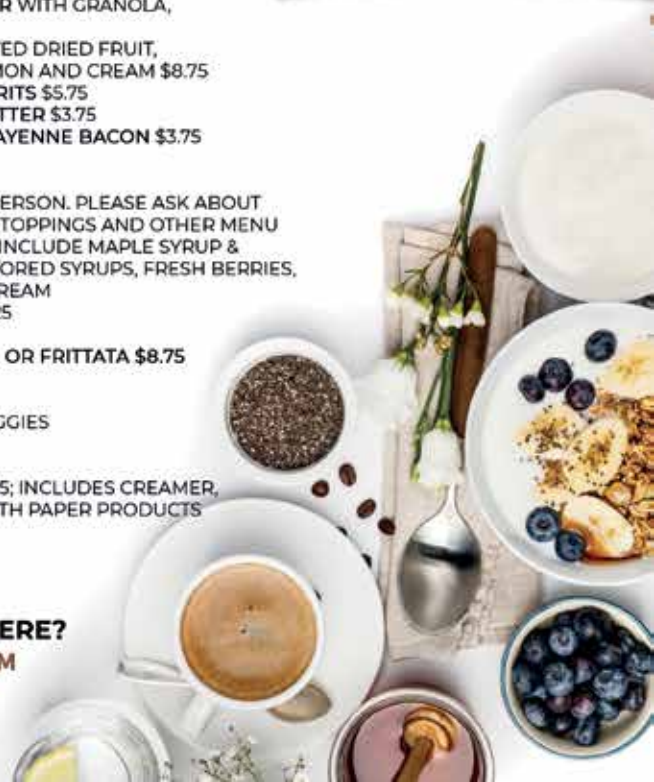 R WITH GRANOLA,
ED DRIED FRUIT,
MON AND CREAM $8.75
RITS $5.75
TTER $3.75
AYENNE BACON $3.75
ERSON. PLEASE ASK ABOUT
TOPPINGS AND OTHER MENU
INCLUDE MAPLE SYRUP &
ORED SYRUPS, FRESH BERRIES,
REAM
5
OR FRITTATA $8.75
GGIES
5; INCLUDES CREAMER,
TH PAPER PRODUCTS
ERE?
M